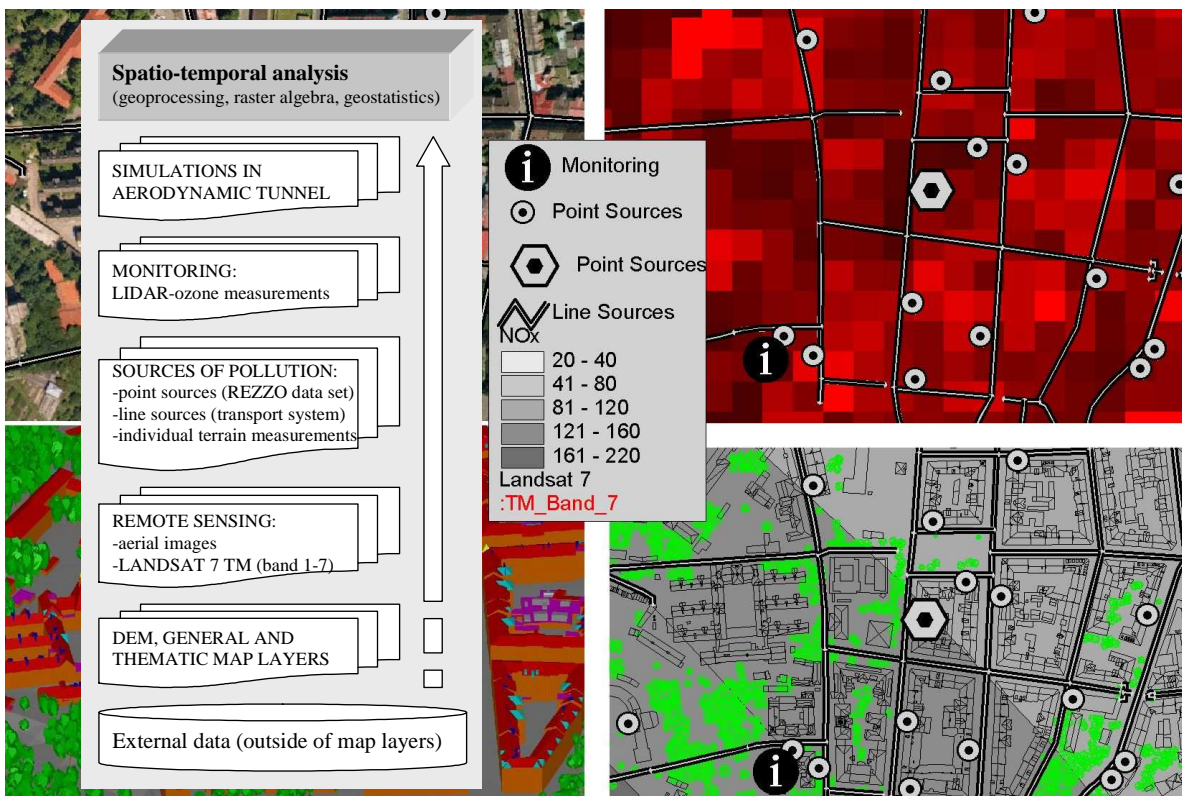 Spatio-temporal analysis
(geoprocessing, raster algebra, geostatistics)
SIMULATIONS IN
AERODYNAMIC TUNNEL
MONITORING:
LIDAR-ozone measurements
SOURCES OF POLLUTION:
-point sources (REZZO data set)
-line sources (transport system)
-individual terrain measurements
REMOTE SENSING:
-aerial images
-LANDSAT 7 TM (band 1-7)
DEM, GENERAL AND
THEMATIC MAP LAYERS
External data (outside of map layers)
i Monitoring
Point Sources
Point Sources
Line Sources
NOx
20 - 40
41 - 80
81 - 120
121 - 160
161 - 220
Landsat 7
:TM_Band_7
i
i